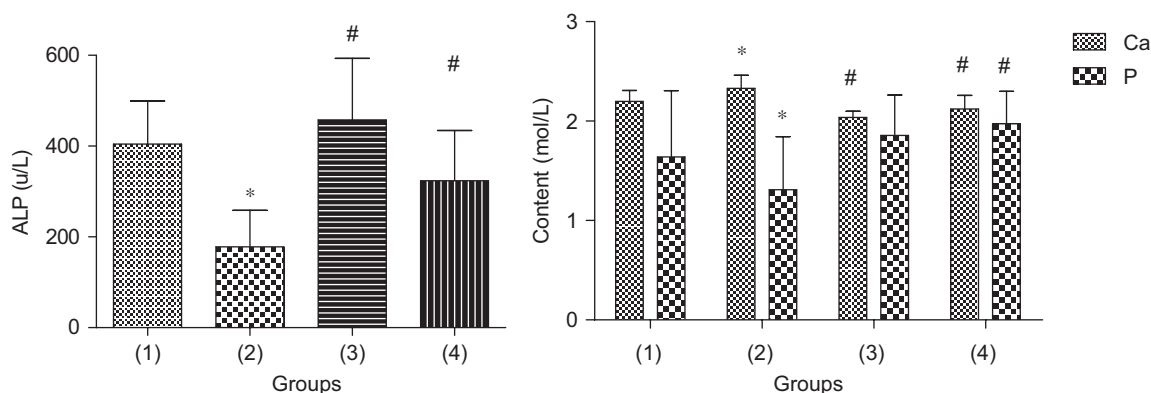 600
400
200
0
ALP (u/L)
*
#
#
(1) (2) (3) (4)
Groups
3
2
1
0
Content (mol/L)
*
*
#
# #
(1) (2) (3) (4)
Groups
Ca
P